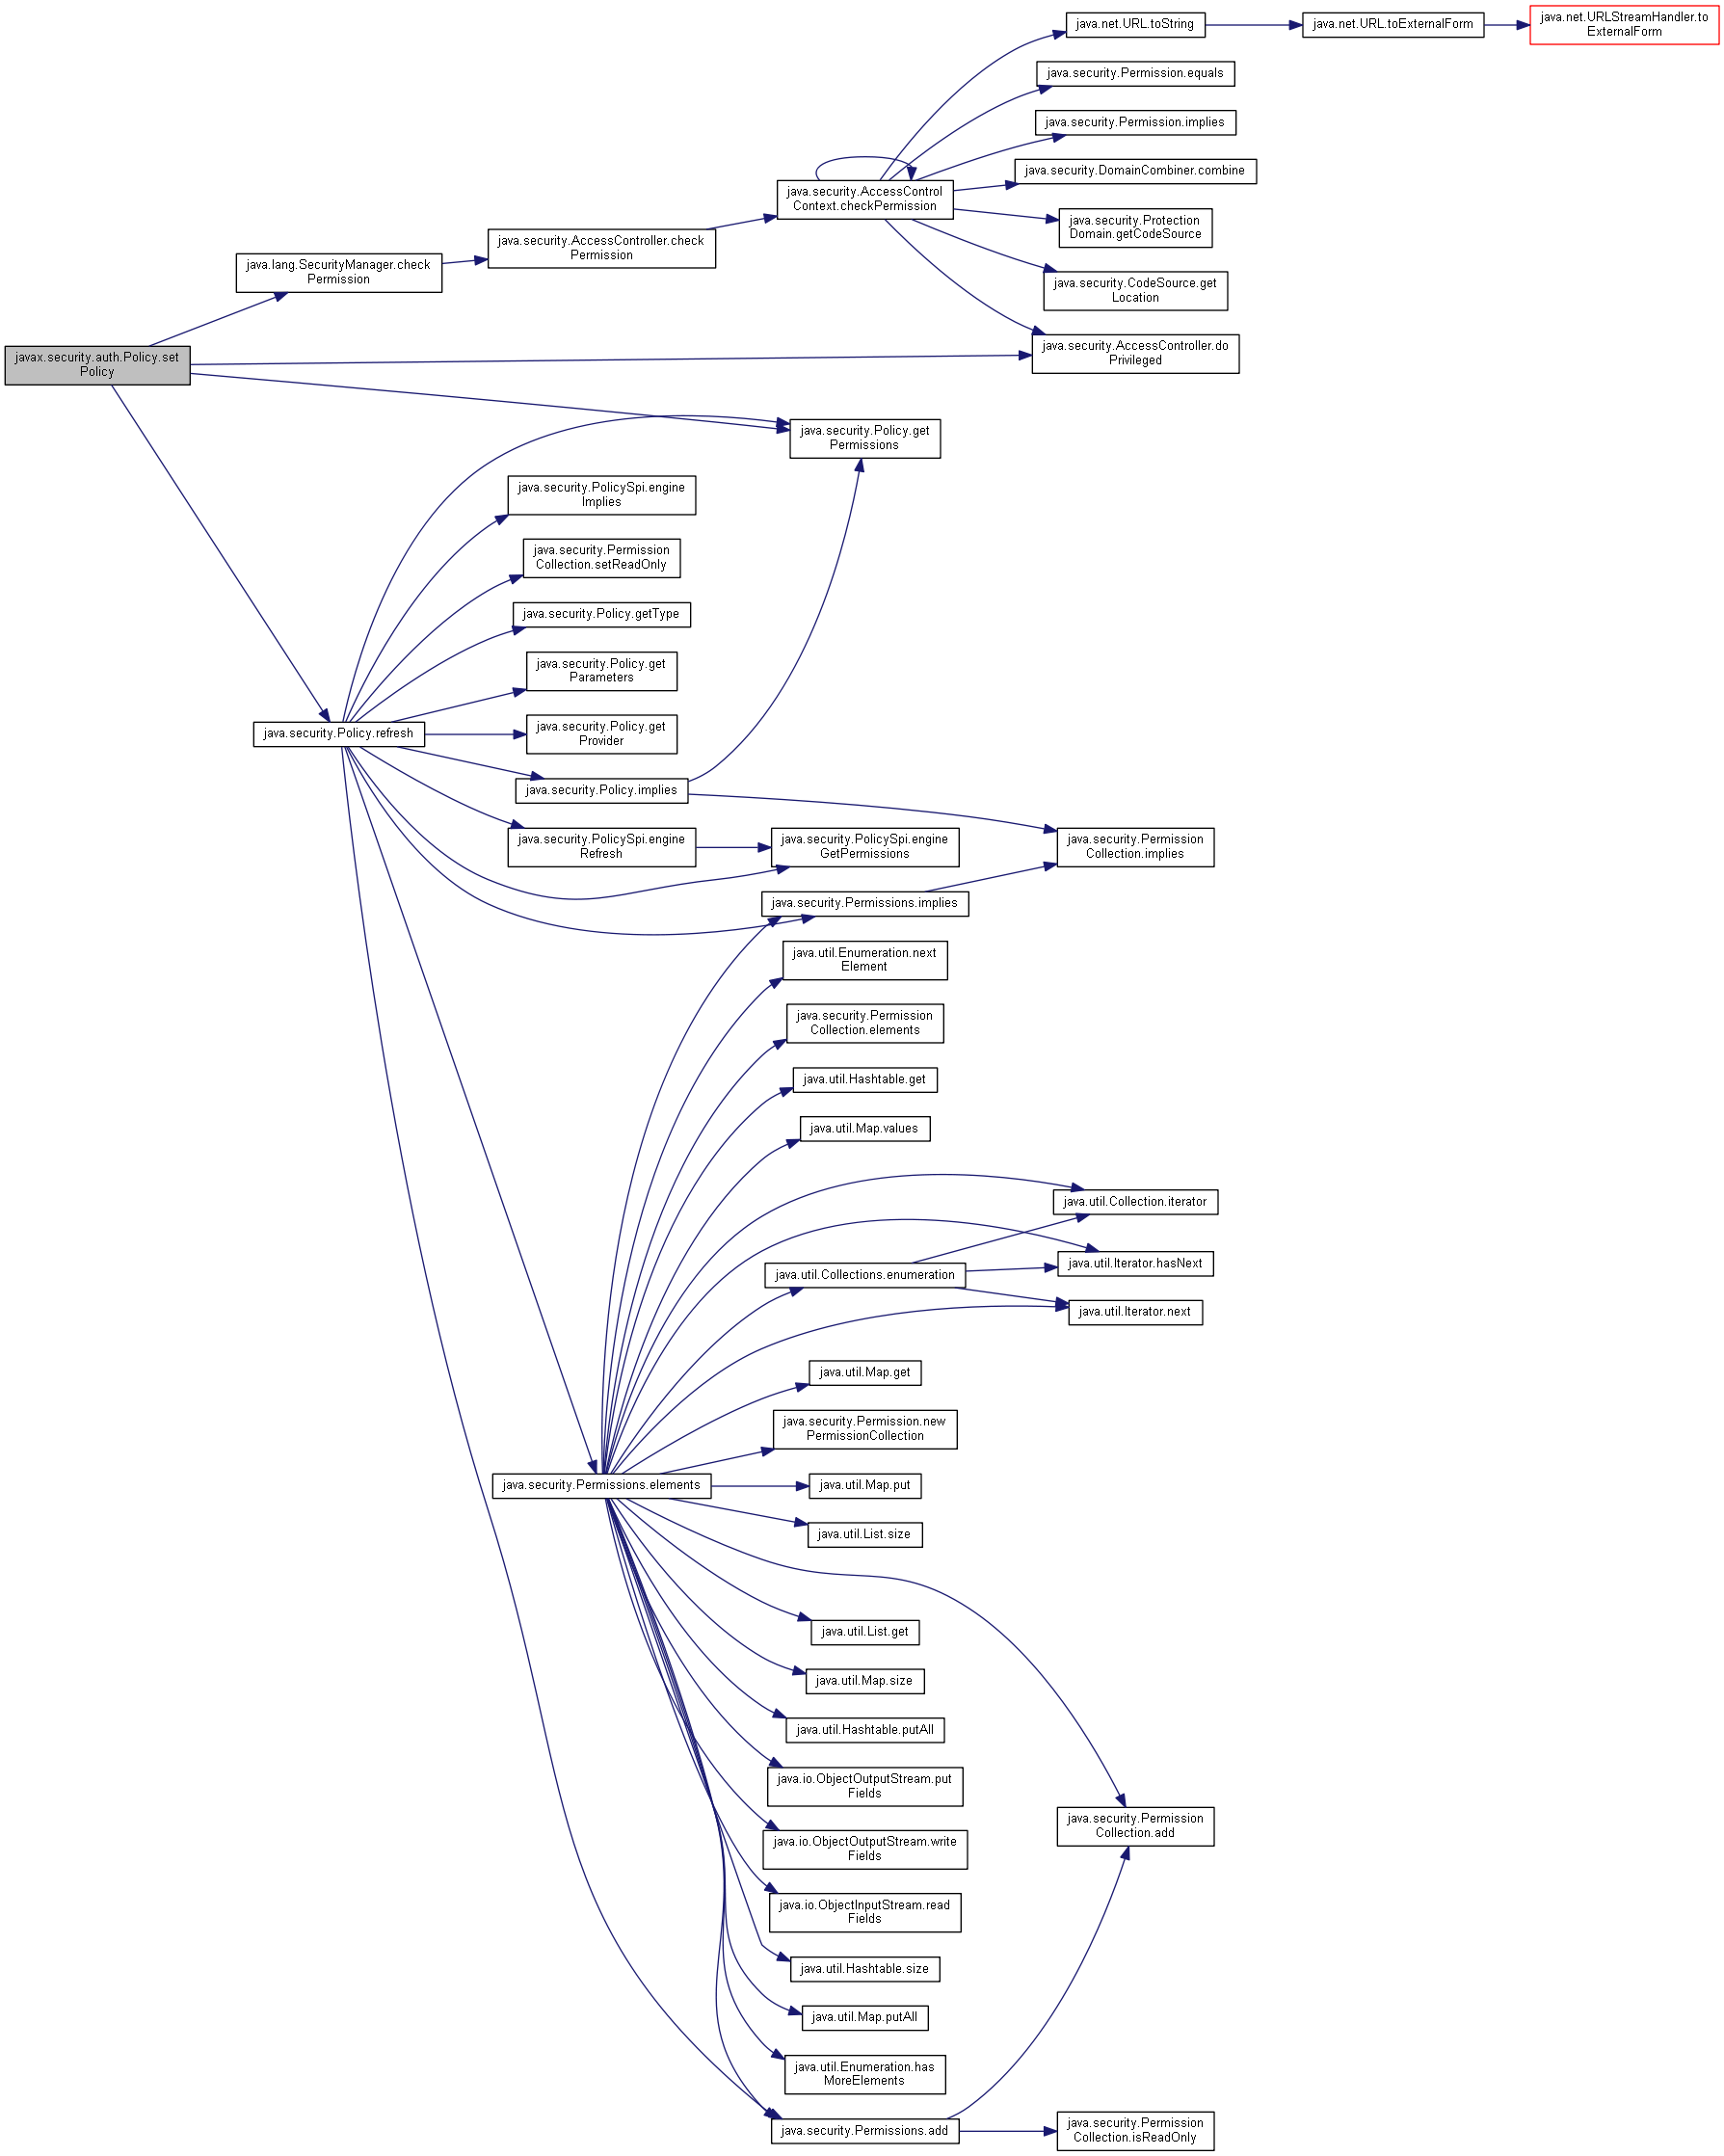 java.net.URL.toString
java.net.URL.toExternalForm
java.net.URLStreamHandler.to
ExternalForm
java.security.Permission.equals
java.security.Permission.implies
java.security.DomainCombiner.combine
java.security.AccessControl
Context.checkPermission
java.security.Protection
Domain.getCodeSource
java.security.AccessController.check
Permission
java.lang.SecurityManager.check
Permission
java.security.CodeSource.get
Location
java.security.AccessController.do
Privileged
javax.security.auth.Policy.set
Policy
java.security.Policy.get
Permissions
java.security.PolicySpi.engine
Implies
java.security.Permission
Collection.setReadOnly
java.security.Policy.getType
java.security.Policy.get
Parameters
java.security.Policy.refresh
java.security.Policy.get
Provider
java.security.Policy.implies
java.security.PolicySpi.engine
Refresh
java.security.PolicySpi.engine
GetPermissions
java.security.Permission
Collection.implies
java.security.Permissions.implies
java.util.Enumeration.next
Element
java.security.Permission
Collection.elements
java.util.Hashtable.get
java.util.Map.values
java.util.Collection.iterator
java.util.Iterator.hasNext
java.util.Collections.enumeration
java.util.Iterator.next
java.util.Map.get
java.security.Permission.new
PermissionCollection
java.security.Permissions.elements
java.util.Map.put
java.util.List.size
java.util.List.get
java.util.Map.size
java.util.Hashtable.putAll
java.io.ObjectOutputStream.put
Fields
java.security.Permission
Collection.add
java.io.ObjectOutputStream.write
Fields
java.io.ObjectInputStream.read
Fields
java.util.Hashtable.size
java.util.Map.putAll
java.util.Enumeration.has
MoreElements
java.security.Permissions.add
java.security.Permission
Collection.isReadOnly